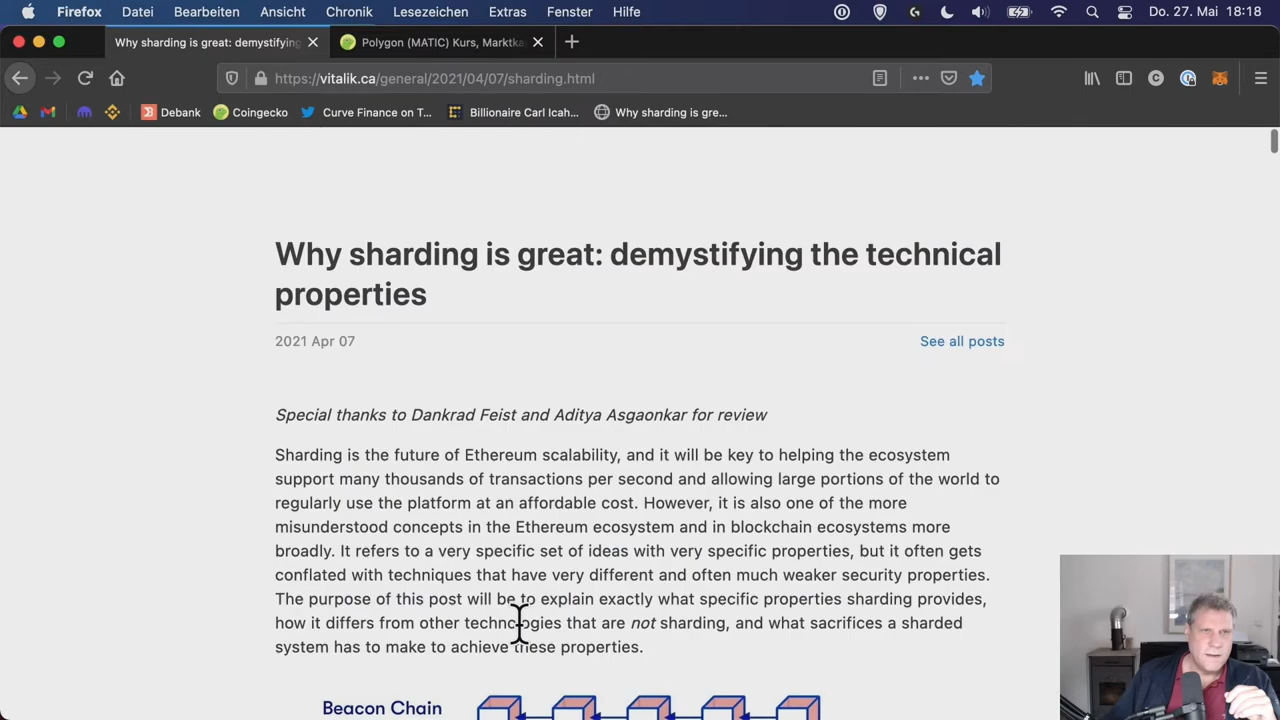 Firefox Datei Bearbeiten Ansicht Chronik Lesezeichen Extras Fenster Hilfe Do. 27. Mai 18:18
Why sharding is great: demystifying Polygon (MATIC) Kurs, Marktka
https://vitalik.ca/general/2021/04/07/sharding.html
Debank Coingecko Curve Finance on T... Billionaire Carl Icah... Why sharding is gre...
Why sharding is great: demystifying the technical
properties
2021 Apr 07 See all posts
Special thanks to Dankrad Feist and Aditya Asgaonkar for review
Sharding is the future of Ethereum scalability, and it will be key to helping the ecosystem
support many thousands of transactions per second and allowing large portions of the world to
regularly use the platform at an affordable cost. However, it is also one of the more
misunderstood concepts in the Ethereum ecosystem and in blockchain ecosystems more
broadly. It refers to a very specific set of ideas with very specific properties, but it often gets
conflated with techniques that have very different and often much weaker security properties.
The purpose of this post will be to explain exactly what specific properties sharding provides,
how it differs from other technologies that are not sharding, and what sacrifices a sharded
system has to make to achieve these properties.
Beacon Chain